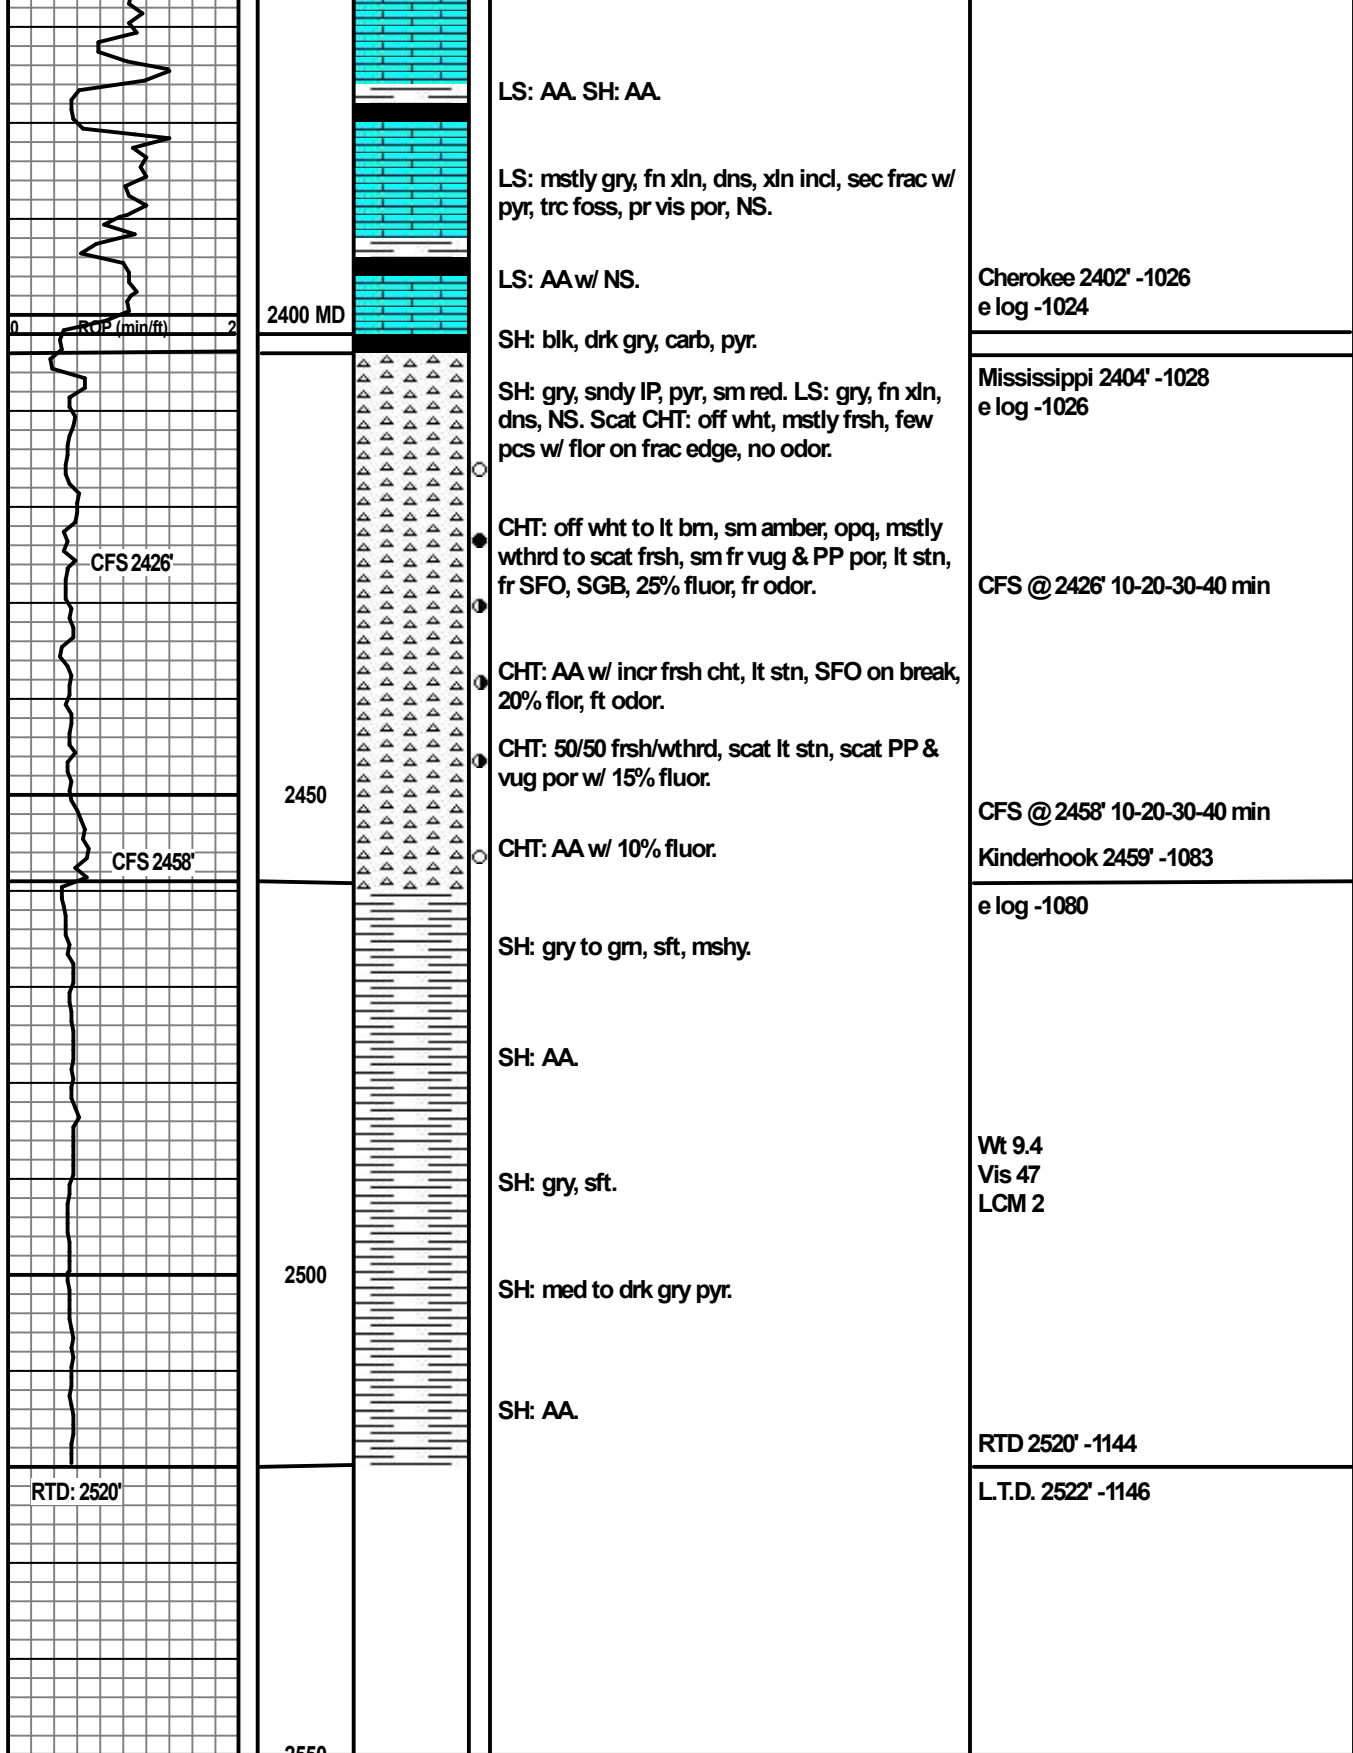 LS: AA. SH: AA.
LS: mstly gry, fn xln, dns, xln incl, sec frac w/
pyr, trc foss, pr vis por, NS.
LS: AA w/ NS.
Cherokee 2402' -1026
e log -1024
2400 MD
0 ROP (min/ft) 2
SH: blk, drk gry, carb, pyr.
Mississippi 2404' -1028
e log -1026
SH: gry, sndy IP, pyr, sm red. LS: gry, fn xln,
dns, NS. Scat CHT: off wht, mstly frsh, few
pcs w/ flor on frac edge, no odor.
CHT: off wht to lt brn, sm amber, opq, mstly
wthrd to scat frsh, sm fr vug & PP por, lt stn,
fr SFO, SGB, 25% fluor, fr odor.
CFS 2426'
CFS @ 2426' 10-20-30-40 min
CHT: AA w/ incr frsh cht, lt stn, SFO on break,
20% flor, ft odor.
CHT: 50/50 frsh/wthrd, scat lt stn, scat PP &
vug por w/ 15% fluor.
2450
CFS @ 2458' 10-20-30-40 min
CHT: AA w/ 10% fluor.
CFS 2458'
Kinderhook 2459' -1083
e log -1080
SH: gry to grn, sft, mshy.
SH: AA.
Wt 9.4
Vis 47
LCM 2
SH: gry, sft.
2500
SH: med to drk gry pyr.
SH: AA.
RTD 2520' -1144
RTD: 2520'
L.T.D. 2522' -1146
2550